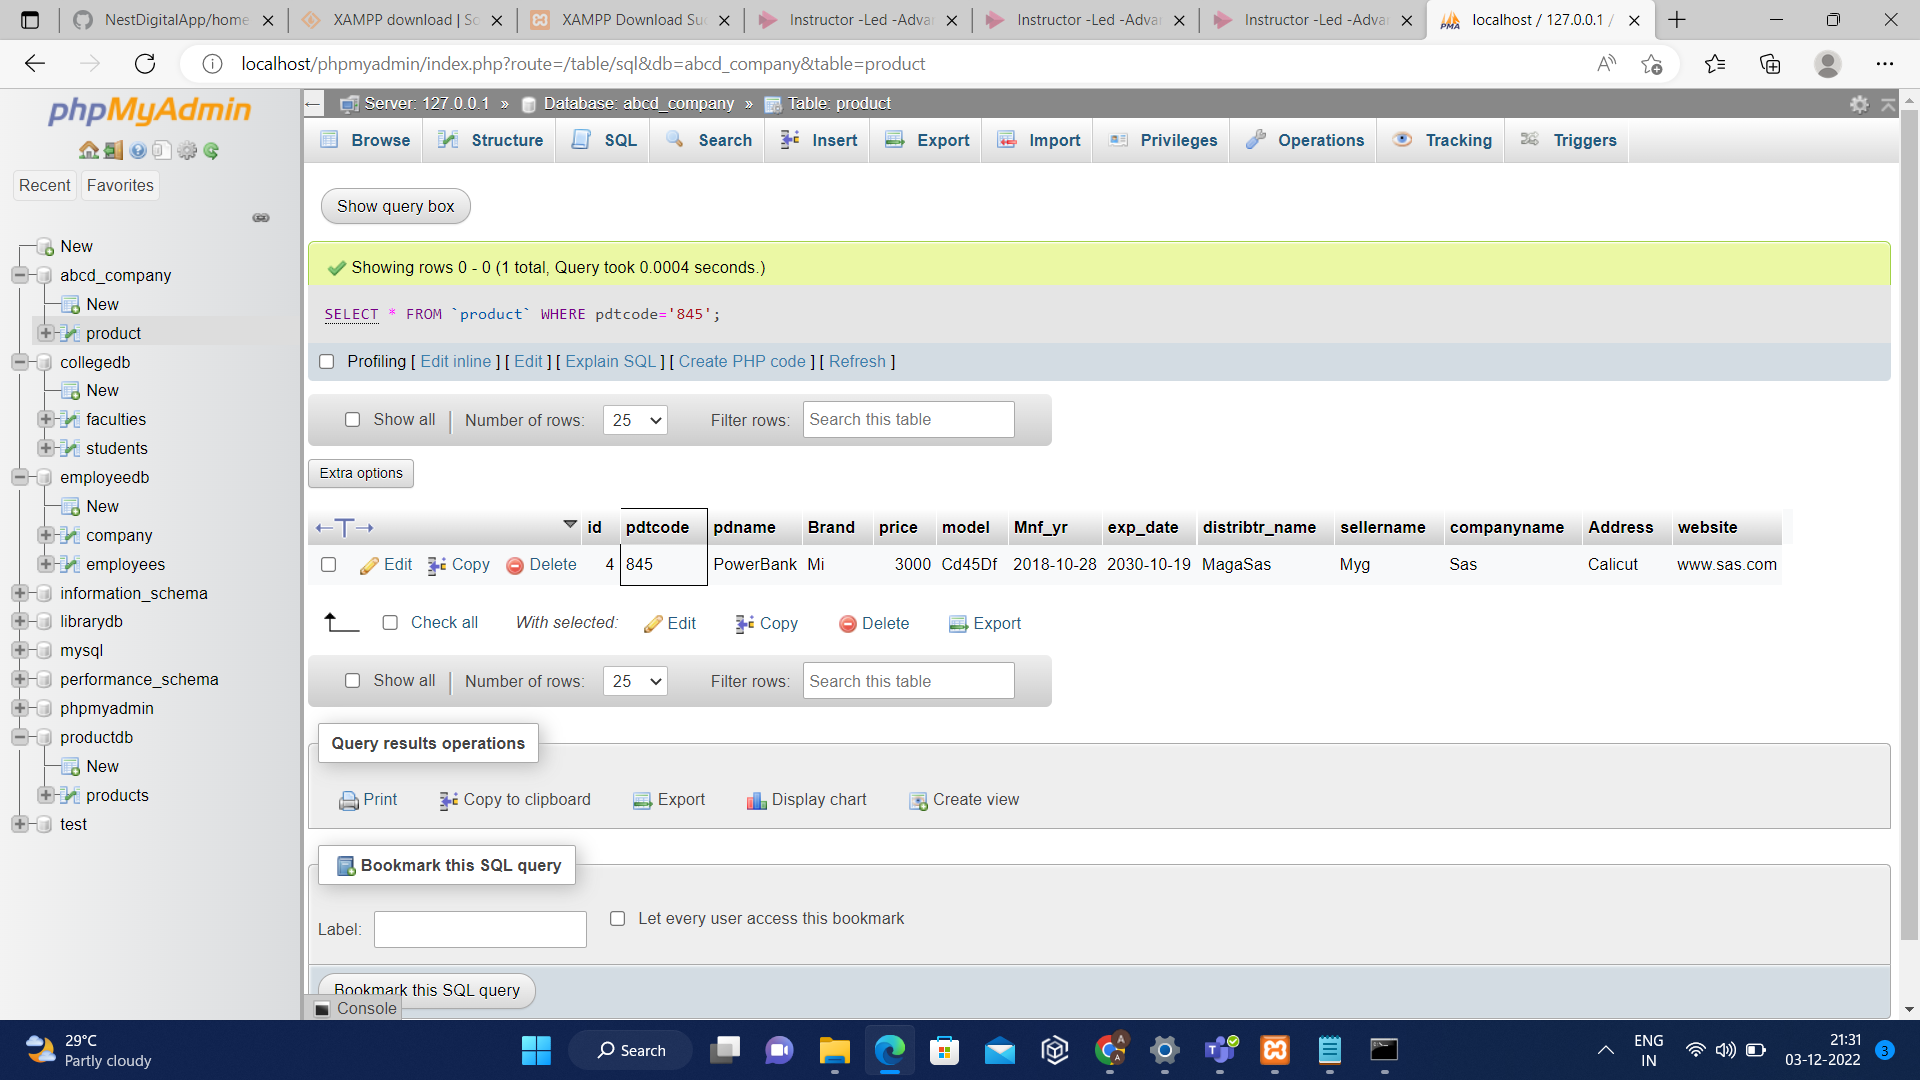 NestDigitalApp/home
XAMPP download | So
XAMPP Download Suc
Instructor -Led -Advan
Instructor -Led -Advan
Instructor -Led -Advan
localhost / 127.0.0.1 /
localhost/phpmyadmin/index.php?route=/table/sql&db=abcd_company&table=product
phpMyAdmin
Recent Favorites
New
abcd_company
New
product
collegedb
New
faculties
students
employeedb
New
company
employees
information_schema
librarydb
mysql
performance_schema
phpmyadmin
productdb
New
products
test
Server: 127.0.0.1 » Database: abcd_company » Table: product
Browse Structure SQL Search Insert Export Import Privileges Operations Tracking Triggers
Show query box
Showing rows 0 - 0 (1 total, Query took 0.0004 seconds.)
SELECT * FROM `product` WHERE pdtcode='845';
Profiling [ Edit inline ] [ Edit ] [ Explain SQL ] [ Create PHP code ] [ Refresh ]
Show all Number of rows: 25 Filter rows: Search this table
Extra options
id pdtcode pdname Brand price model Mnf_yr exp_date distribtr_name sellername companyname Address website
Edit Copy Delete 4 845 PowerBank Mi 3000 Cd45Df 2018-10-28 2030-10-19 MagaSas Myg Sas Calicut www.sas.com
Check all With selected: Edit Copy Delete Export
Show all Number of rows: 25 Filter rows: Search this table
Query results operations
Print Copy to clipboard Export Display chart Create view
Bookmark this SQL query
Label: Let every user access this bookmark
Bookmark this SQL query
Console
29°C
Partly cloudy
Search
ENG
IN
21:31
03-12-2022
3